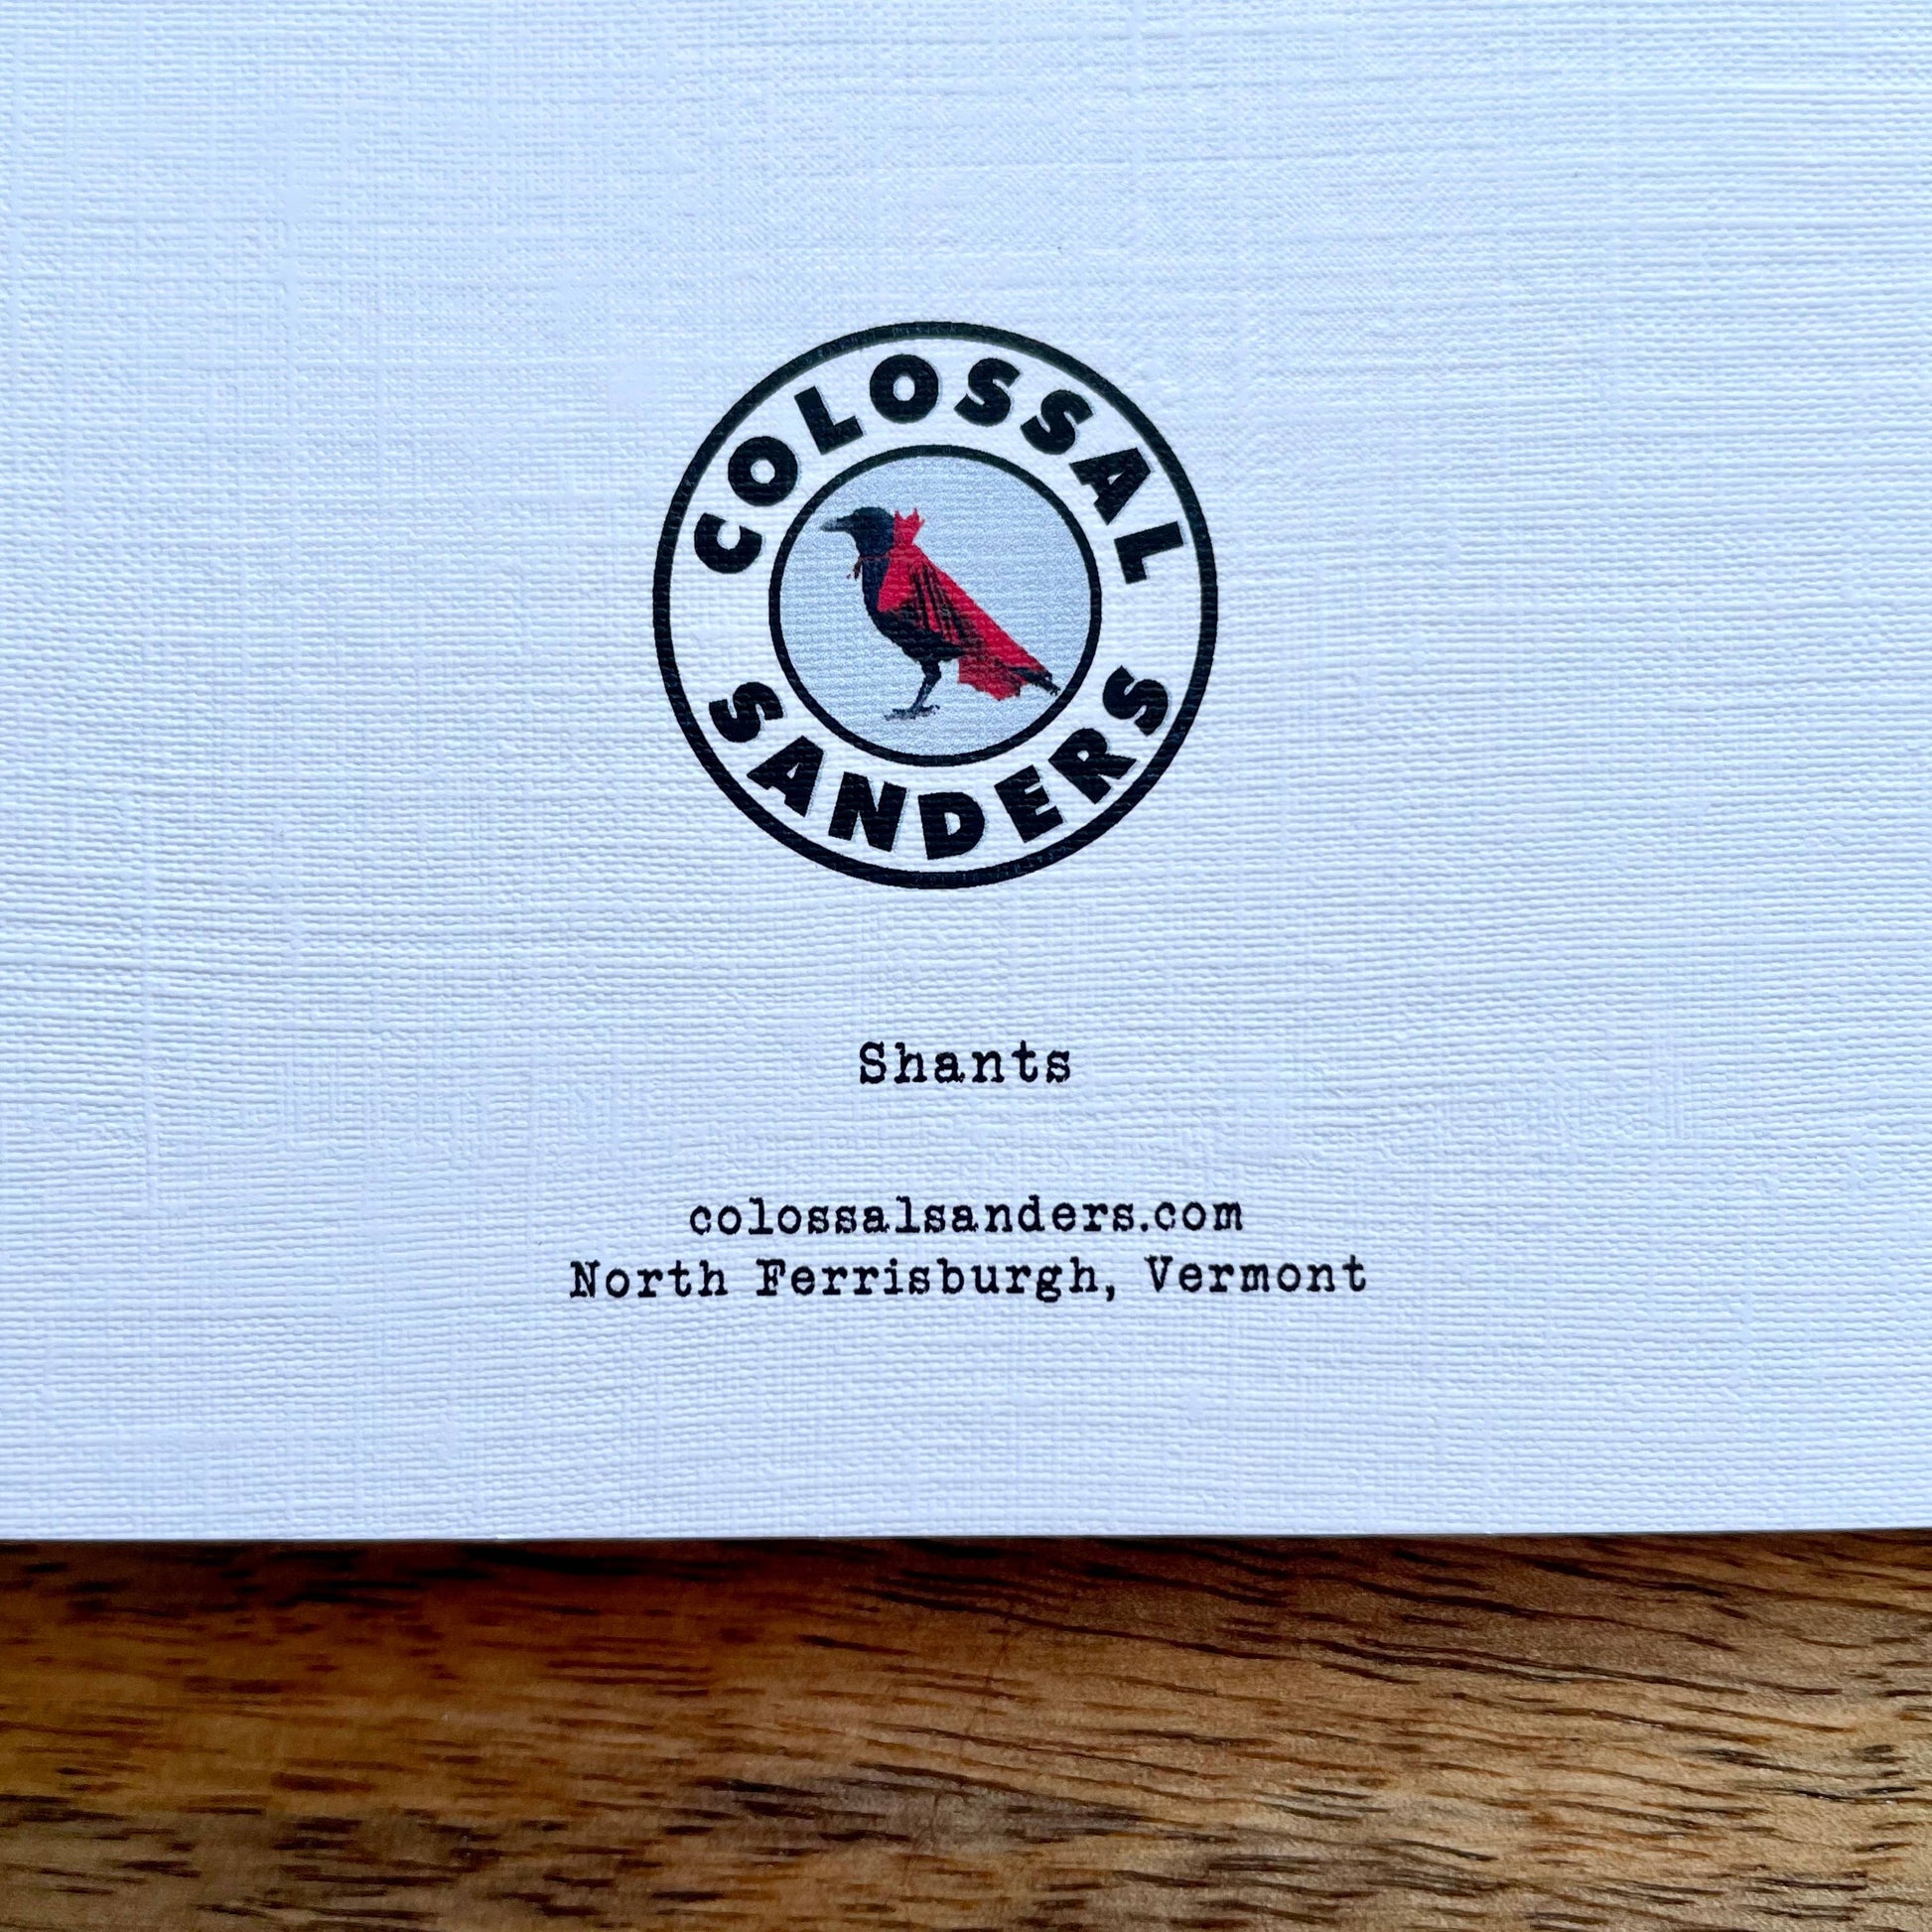 COLOSSAL
SANDERS
Shants
colossalsanders.com
North Ferrisburgh, Vermont